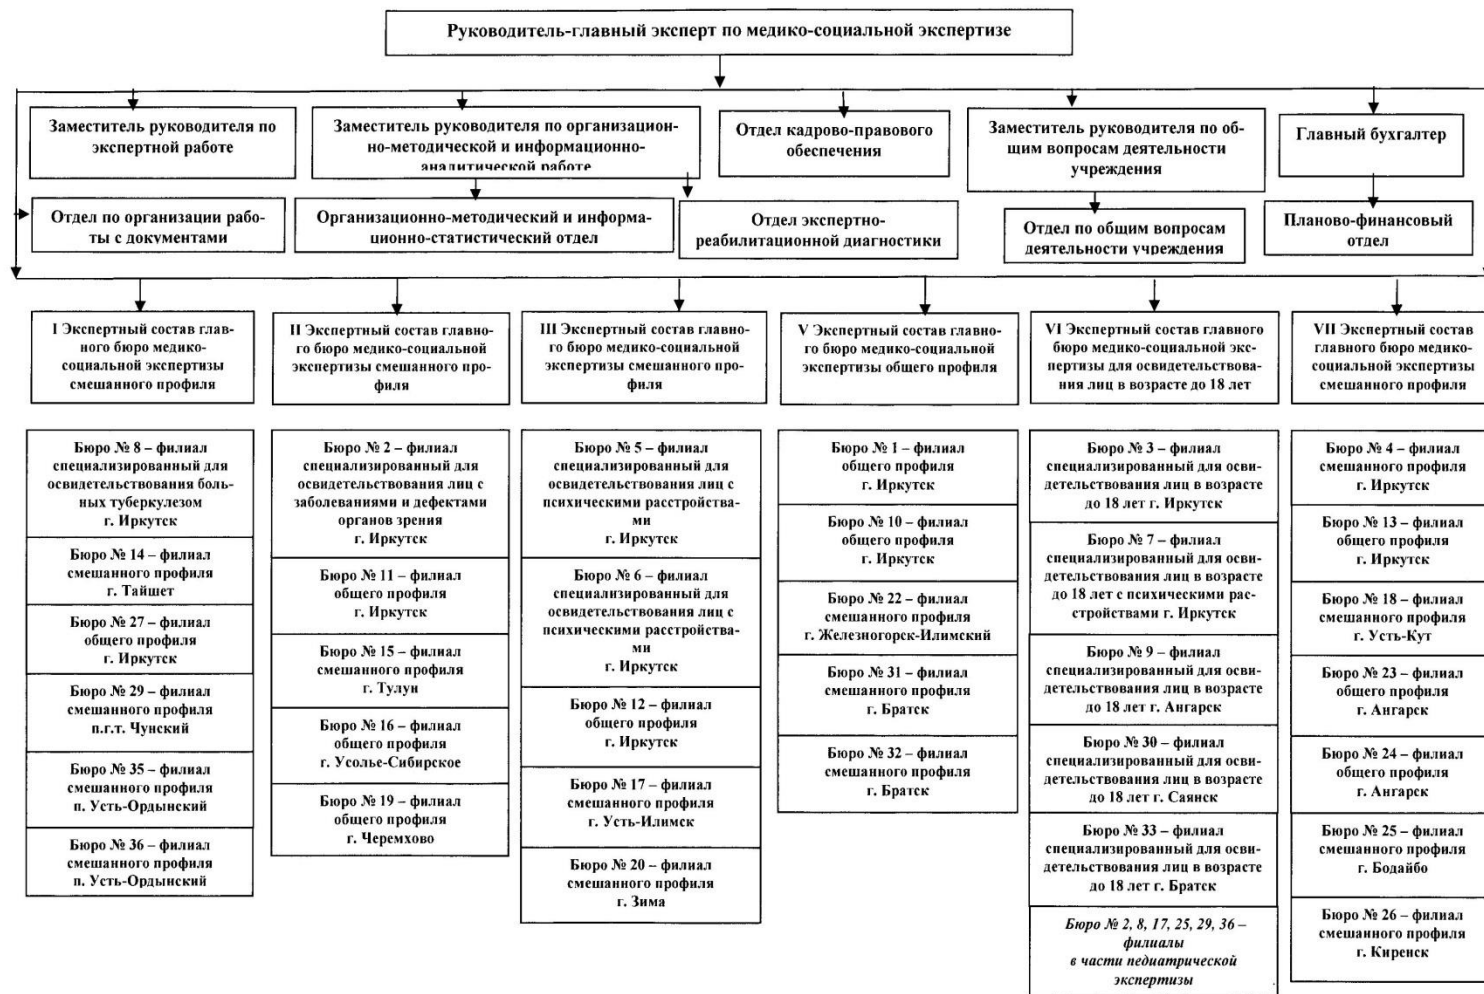 Руководитель-главный эксперт по медико-социальной экспертизе
Заместитель руководителя по
экспертной работе
Заместитель руководителя по организацион-
но-методической и информационно-
аналитической работе
Отдел кадрово-правового
обеспечения
Заместитель руководителя по об-
щим вопросам деятельности
учреждения
Главный бухгалтер
Отдел по организации рабо-
ты с документами
Организационно-методический и информа-
ционно-статистический отдел
Отдел экспертно-
реабилитационной диагностики
Отдел по общим вопросам
деятельности учреждения
Планово-финансовый
отдел
I Экспертный состав глав-
ного бюро медико-
социальной экспертизы
смешанного профиля
II Экспертный состав главно-
го бюро медико-социальной
экспертизы смешанного про-
филя
III Экспертный состав главно-
го бюро медико-социальной
экспертизы смешанного про-
филя
V Экспертный состав главно-
го бюро медико-социальной
экспертизы общего профиля
VI Экспертный состав главного
бюро медико-социальной экс-
пертизы для освидетельствова-
ния лиц в возрасте до 18 лет
VII Экспертный состав
главного бюро медико-
социальной экспертизы
смешанного профиля
Бюро № 8 – филиал
специализированный для
освидетельствования боль-
ных туберкулезом
г. Иркутск
Бюро № 14 – филиал
смешанного профиля
г. Тайшет
Бюро № 27 – филиал
общего профиля
г. Иркутск
Бюро № 29 – филиал
смешанного профиля
п.г.т. Чунский
Бюро № 35 – филиал
смешанного профиля
п. Усть-Ордынский
Бюро № 36 – филиал
смешанного профиля
п. Усть-Ордынский
Бюро № 2 – филиал
специализированный для
освидетельствования лиц с
заболеваниями и дефектами
органов зрения
г. Иркутск
Бюро № 11 – филиал
общего профиля
г. Иркутск
Бюро № 15 – филиал
смешанного профиля
г. Тулун
Бюро № 16 – филиал
общего профиля
г. Усолье-Сибирское
Бюро № 19 – филиал
общего профиля
г. Черемхово
Бюро № 5 – филиал
специализированный для
освидетельствования лиц с
психическими расстройства-
ми
г. Иркутск
Бюро № 6 – филиал
специализированный для
освидетельствования лиц с
психическими расстройства-
ми
г. Иркутск
Бюро № 12 – филиал
общего профиля
г. Иркутск
Бюро № 17 – филиал
смешанного профиля
г. Усть-Илимск
Бюро № 20 – филиал
смешанного профиля
г. Зима
Бюро № 1 – филиал
общего профиля
г. Иркутск
Бюро № 10 – филиал
общего профиля
г. Иркутск
Бюро № 22 – филиал
смешанного профиля
г. Железногорск-Илимский
Бюро № 31 – филиал
смешанного профиля
г. Братск
Бюро № 32 – филиал
смешанного профиля
г. Братск
Бюро № 3 – филиал
специализированный для осви-
детельствования лиц в возрасте
до 18 лет г. Иркутск
Бюро № 7 – филиал
специализированный для осви-
детельствования лиц в возрасте
до 18 лет с психическими рас-
стройствами г. Иркутск
Бюро № 9 – филиал
специализированный для осви-
детельствования лиц в возрасте
до 18 лет г. Ангарск
Бюро № 30 – филиал
специализированный для осви-
детельствования лиц в возрасте
до 18 лет г. Саянск
Бюро № 33 – филиал
специализированный для осви-
детельствования лиц в возрасте
до 18 лет г. Братск
Бюро № 2, 8, 17, 25, 29, 36 –
филиалы
в части педиатрической
экспертизы
Бюро № 4 – филиал
смешанного профиля
г. Иркутск
Бюро № 13 – филиал
общего профиля
г. Иркутск
Бюро № 18 – филиал
смешанного профиля
г. Усть-Кут
Бюро № 23 – филиал
общего профиля
г. Ангарск
Бюро № 24 – филиал
общего профиля
г. Ангарск
Бюро № 25 – филиал
смешанного профиля
г. Бодайбо
Бюро № 26 – филиал
смешанного профиля
г. Киренск